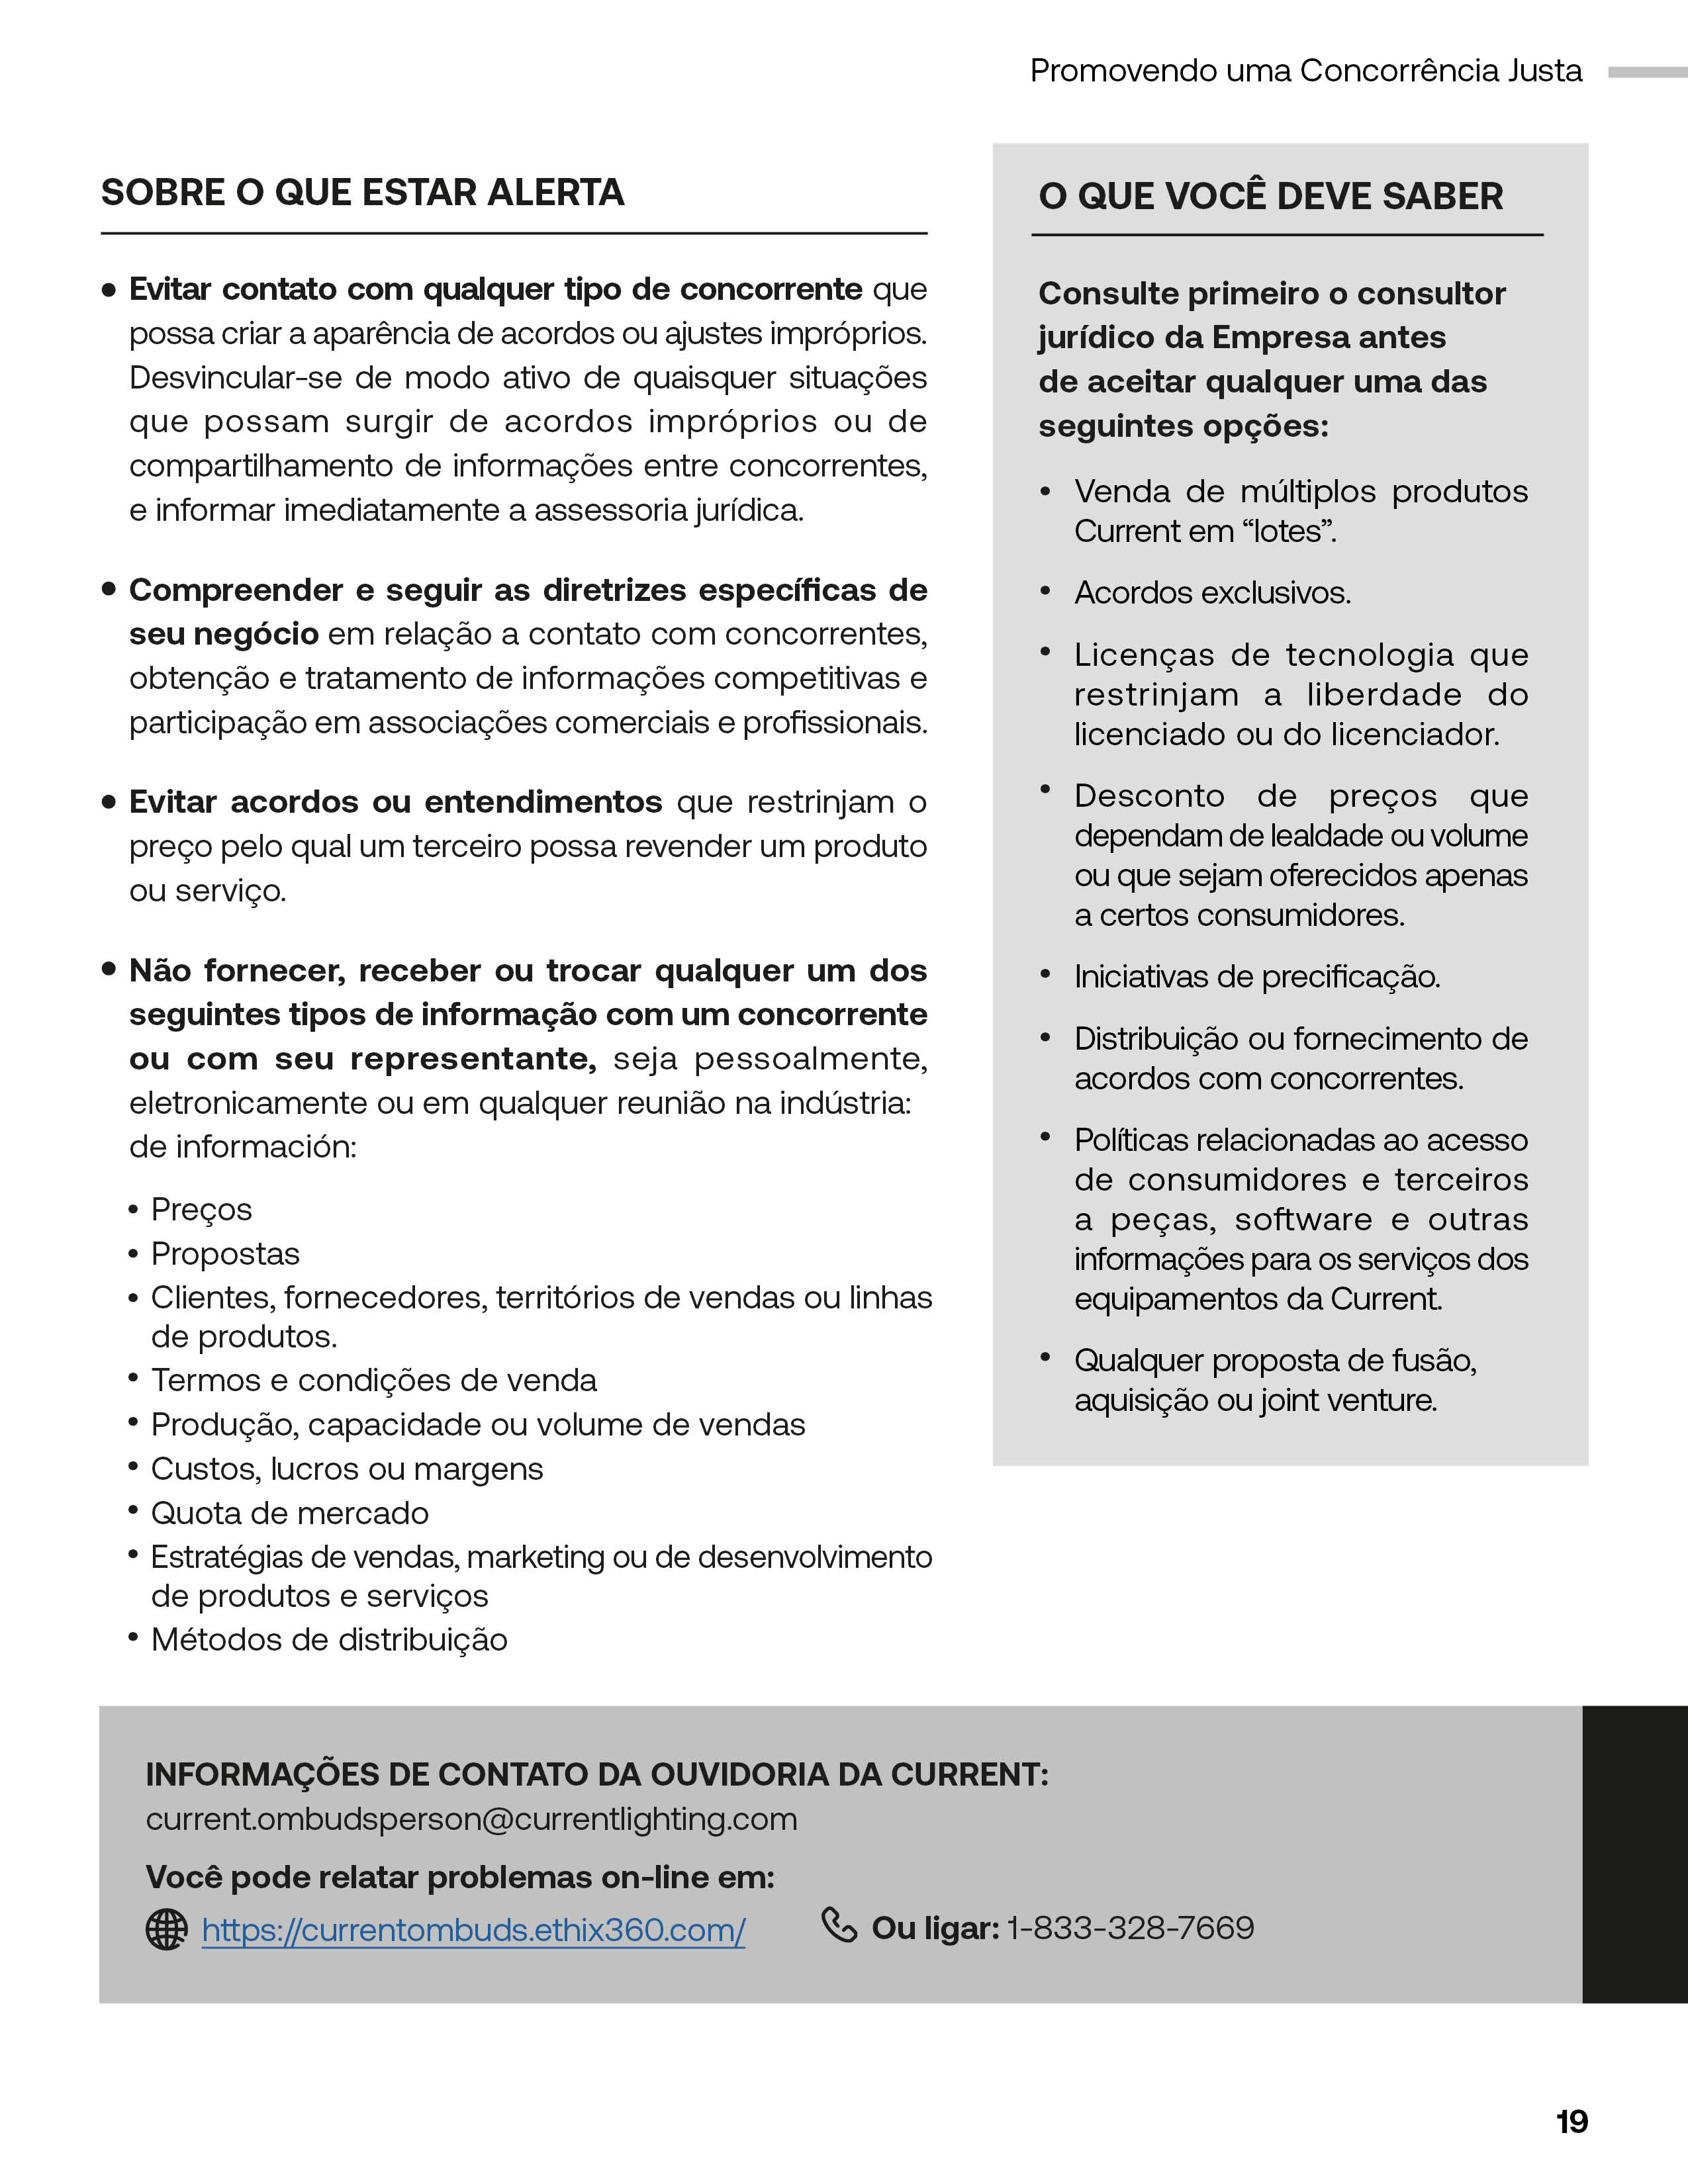 Promovendo uma Concorrência Justa
SOBRE O QUE ESTAR ALERTA
• Evitar contato com qualquer tipo de concorrente que
possa criar a aparência de acordos ou ajustes impróprios.
Desvincular-se de modo ativo de quaisquer situações
que possam surgir de acordos impróprios ou de
compartilhamento de informações entre concorrentes,
e informar imediatamente a assessoria jurídica.
• Compreender e seguir as diretrizes específicas de
seu negócio em relação a contato com concorrentes,
obtenção e tratamento de informações competitivas e
participação em associações comerciais e profissionais.
• Evitar acordos ou entendimentos que restrinjam o
preço pelo qual um terceiro possa revender um produto
ou serviço.
• Não fornecer, receber ou trocar qualquer um dos
seguintes tipos de informação com um concorrente
ou com seu representante, seja pessoalmente,
eletronicamente ou em qualquer reunião na indústria:
de información:
• Preços
• Propostas
• Clientes, fornecedores, territórios de vendas ou linhas
de produtos.
• Termos e condições de venda
• Produção, capacidade ou volume de vendas
• Custos, lucros ou margens
• Quota de mercado
• Estratégias de vendas, marketing ou de desenvolvimento
de produtos e serviços
• Métodos de distribuição
O QUE VOCÊ DEVE SABER
Consulte primeiro o consultor
jurídico da Empresa antes
de aceitar qualquer uma das
seguintes opções:
• Venda de múltiplos produtos
Current em “lotes”.
• Acordos exclusivos.
• Licenças de tecnologia que
restrinjam a liberdade do
licenciado ou do licenciador.
• Desconto de preços que
dependam de lealdade ou volume
ou que sejam oferecidos apenas
a certos consumidores.
• Iniciativas de precificação.
• Distribuição ou fornecimento de
acordos com concorrentes.
• Políticas relacionadas ao acesso
de consumidores e terceiros
a peças, software e outras
informações para os serviços dos
equipamentos da Current.
• Qualquer proposta de fusão,
aquisição ou joint venture.
INFORMAÇÕES DE CONTATO DA OUVIDORIA DA CURRENT:
current.ombudsperson@currentlighting.com
Você pode relatar problemas on-line em:
https://currentombuds.ethix360.com/
Ou ligar: 1-833-328-7669
19